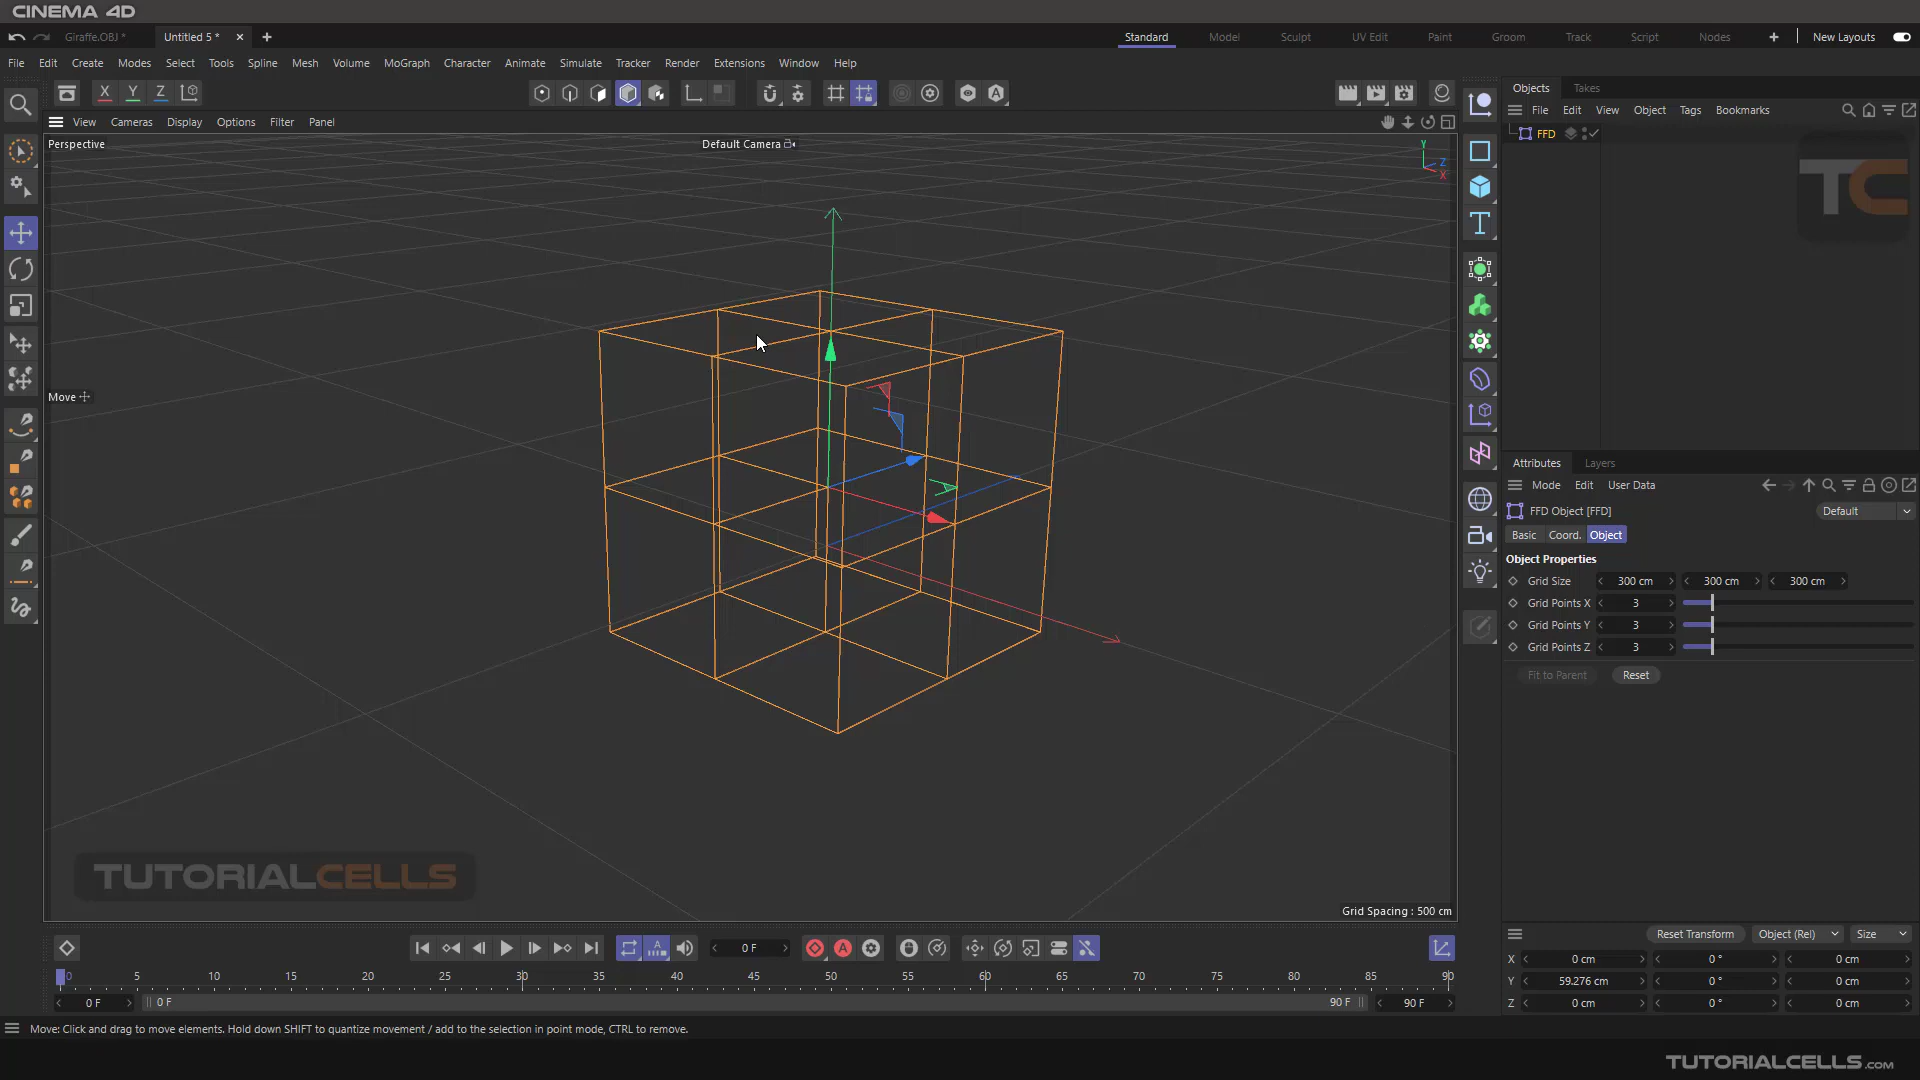 CINEMA 4D
Giraffe.OBJ *
Untitled 5 *
Standard
Model
Sculpt
UV Edit
Paint
Groom
Track
Script
Nodes
New Layouts
File
Edit
Create
Modes
Select
Tools
Spline
Mesh
Volume
MoGraph
Character
Animate
Simulate
Tracker
Render
Extensions
Window
Help
X
Y
Z
Objects
Takes
View
Cameras
Display
Options
Filter
Panel
File
Edit
View
Object
Tags
Bookmarks
FFD
Perspective
Default Camera
Y
Z
X
TC
Move
Attributes
Layers
Mode
Edit
User Data
FFD Object [FFD]
Default
Basic
Coord.
Object
Object Properties
Grid Size
300 cm
300 cm
300 cm
Grid Points X
3
Grid Points Y
3
Grid Points Z
3
Fit to Parent
Reset
TUTORIALCELLS
Grid Spacing : 500 cm
0 F
Reset Transform
Object (Rel)
Size
0
5
10
15
20
25
30
35
40
45
50
55
60
65
70
75
80
85
90
X
0 cm
0 °
0 cm
Y
59.276 cm
0 °
0 cm
Z
0 cm
0 °
0 cm
0 F
0 F
90 F
90 F
Move: Click and drag to move elements. Hold down SHIFT to quantize movement / add to the selection in point mode, CTRL to remove.
TUTORIALCELLS.COM